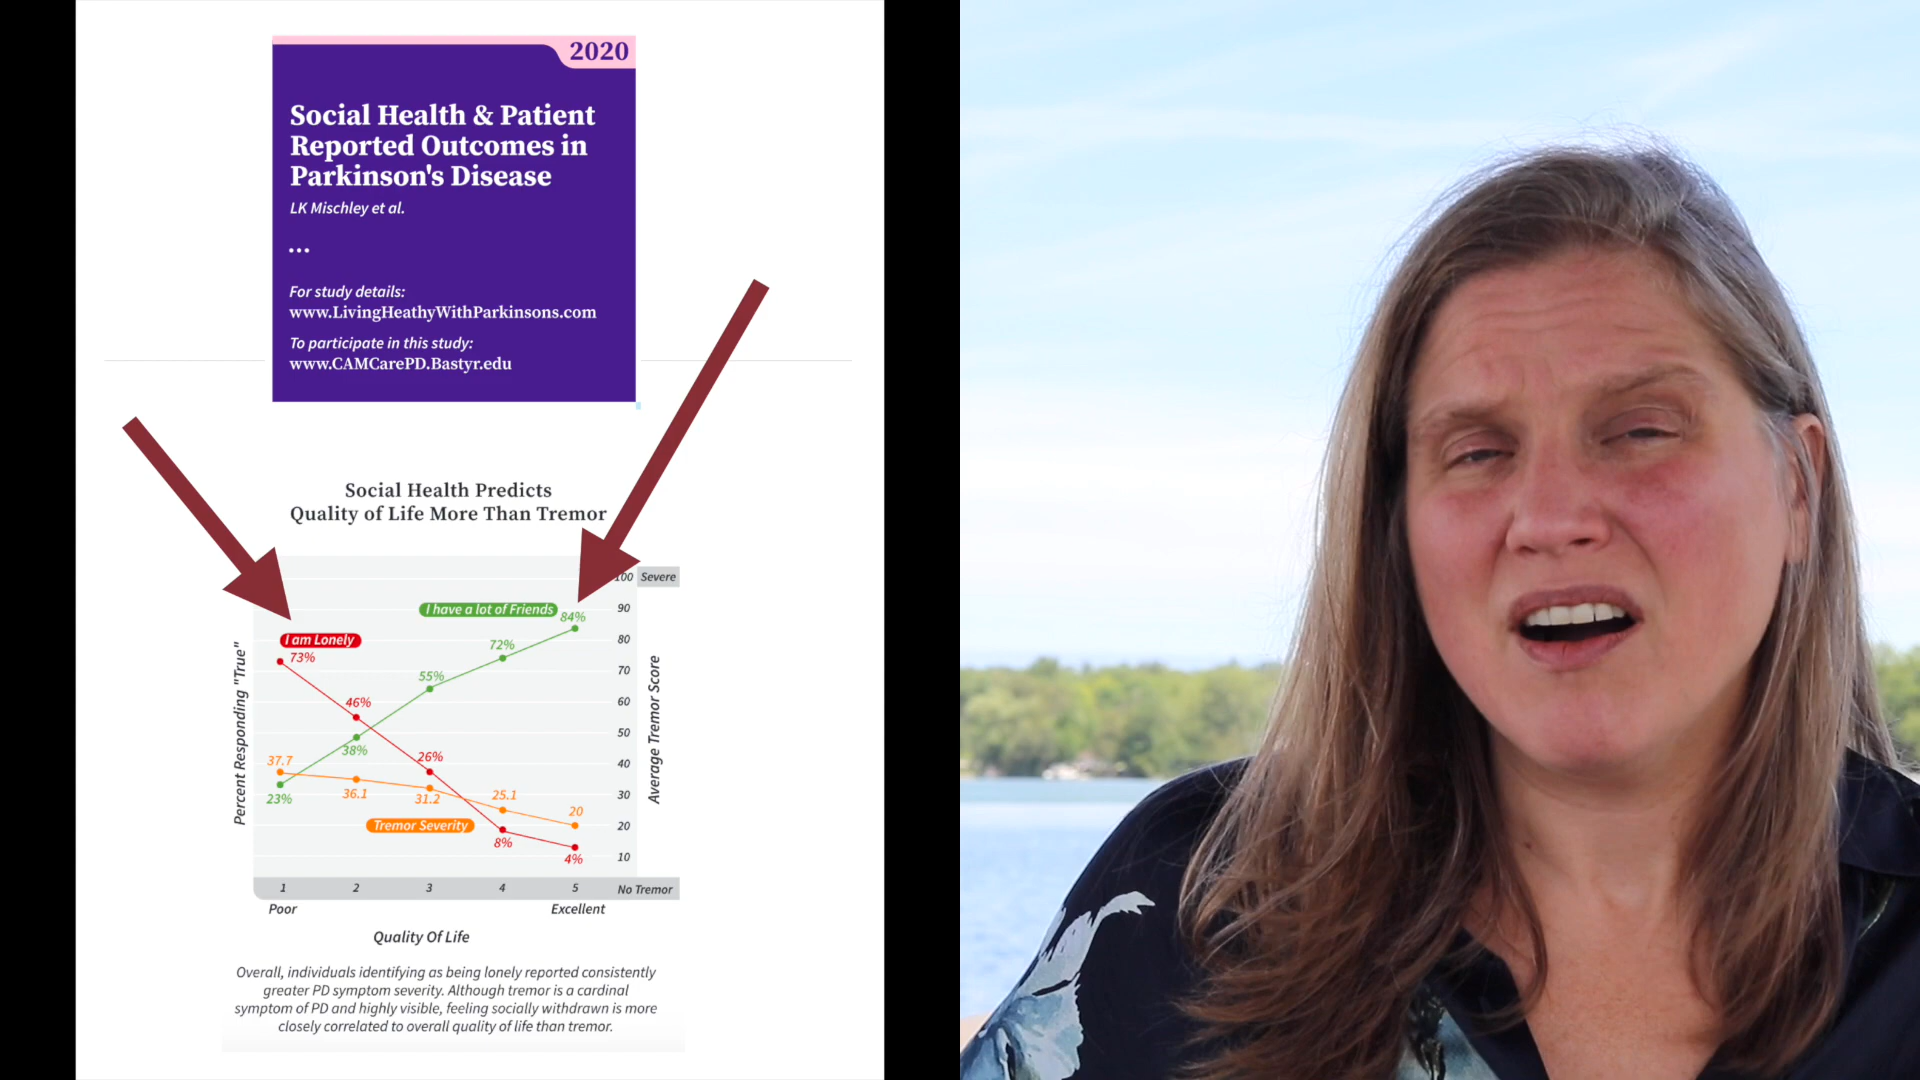 2020
Social Health & Patient
Reported Outcomes in
Parkinson's Disease
LK Mischley et al.
...
For study details:
www.LivingHeathyWithParkinsons.com
To participate in this study:
www.CAMCarePD.Bastyr.edu
Social Health Predicts
Quality of Life More Than Tremor
100 Severe
I have a lot of Friends
84%
90
I am Lonely
73%
72%
80
55%
70
46%
60
38%
50
37.7
26%
40
23%
36.1
31.2
25.1
30
Tremor Severity
20
20
8%
4%
10
1 2 3 4 5 No Tremor
Poor Excellent
Quality Of Life
Percent Responding "True"
Average Tremor Score
Overall, individuals identifying as being lonely reported consistently
greater PD symptom severity. Although tremor is a cardinal
symptom of PD and highly visible, feeling socially withdrawn is more
closely correlated to overall quality of life than tremor.